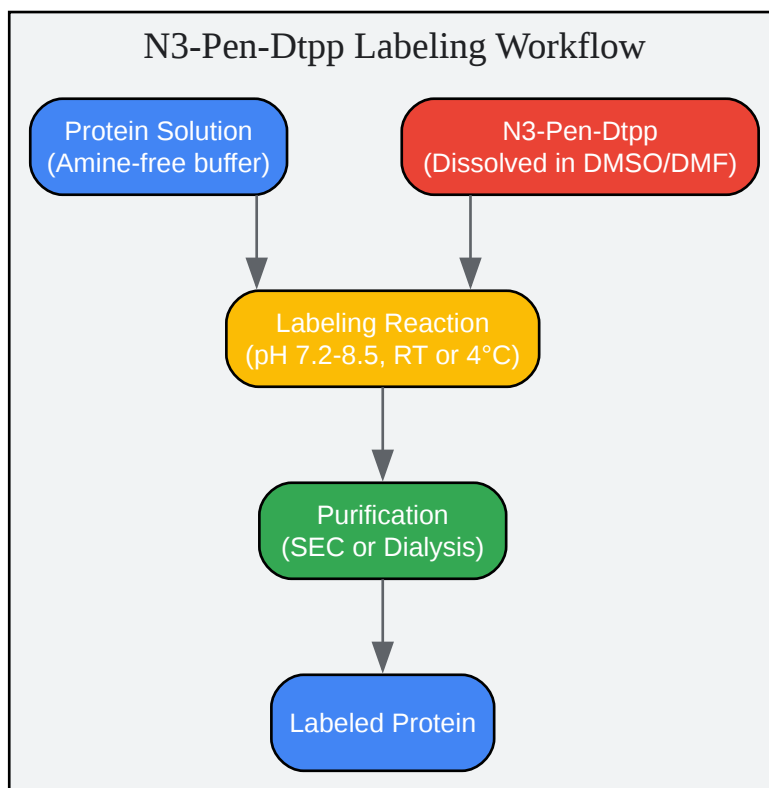 N3-Pen-Dtpp Labeling Workflow
Protein Solution
(Amine-free buffer)
N3-Pen-Dtpp
(Dissolved in DMSO/DMF)
Labeling Reaction
(pH 7.2-8.5, RT or 4°C)
Purification
(SEC or Dialysis)
Labeled Protein